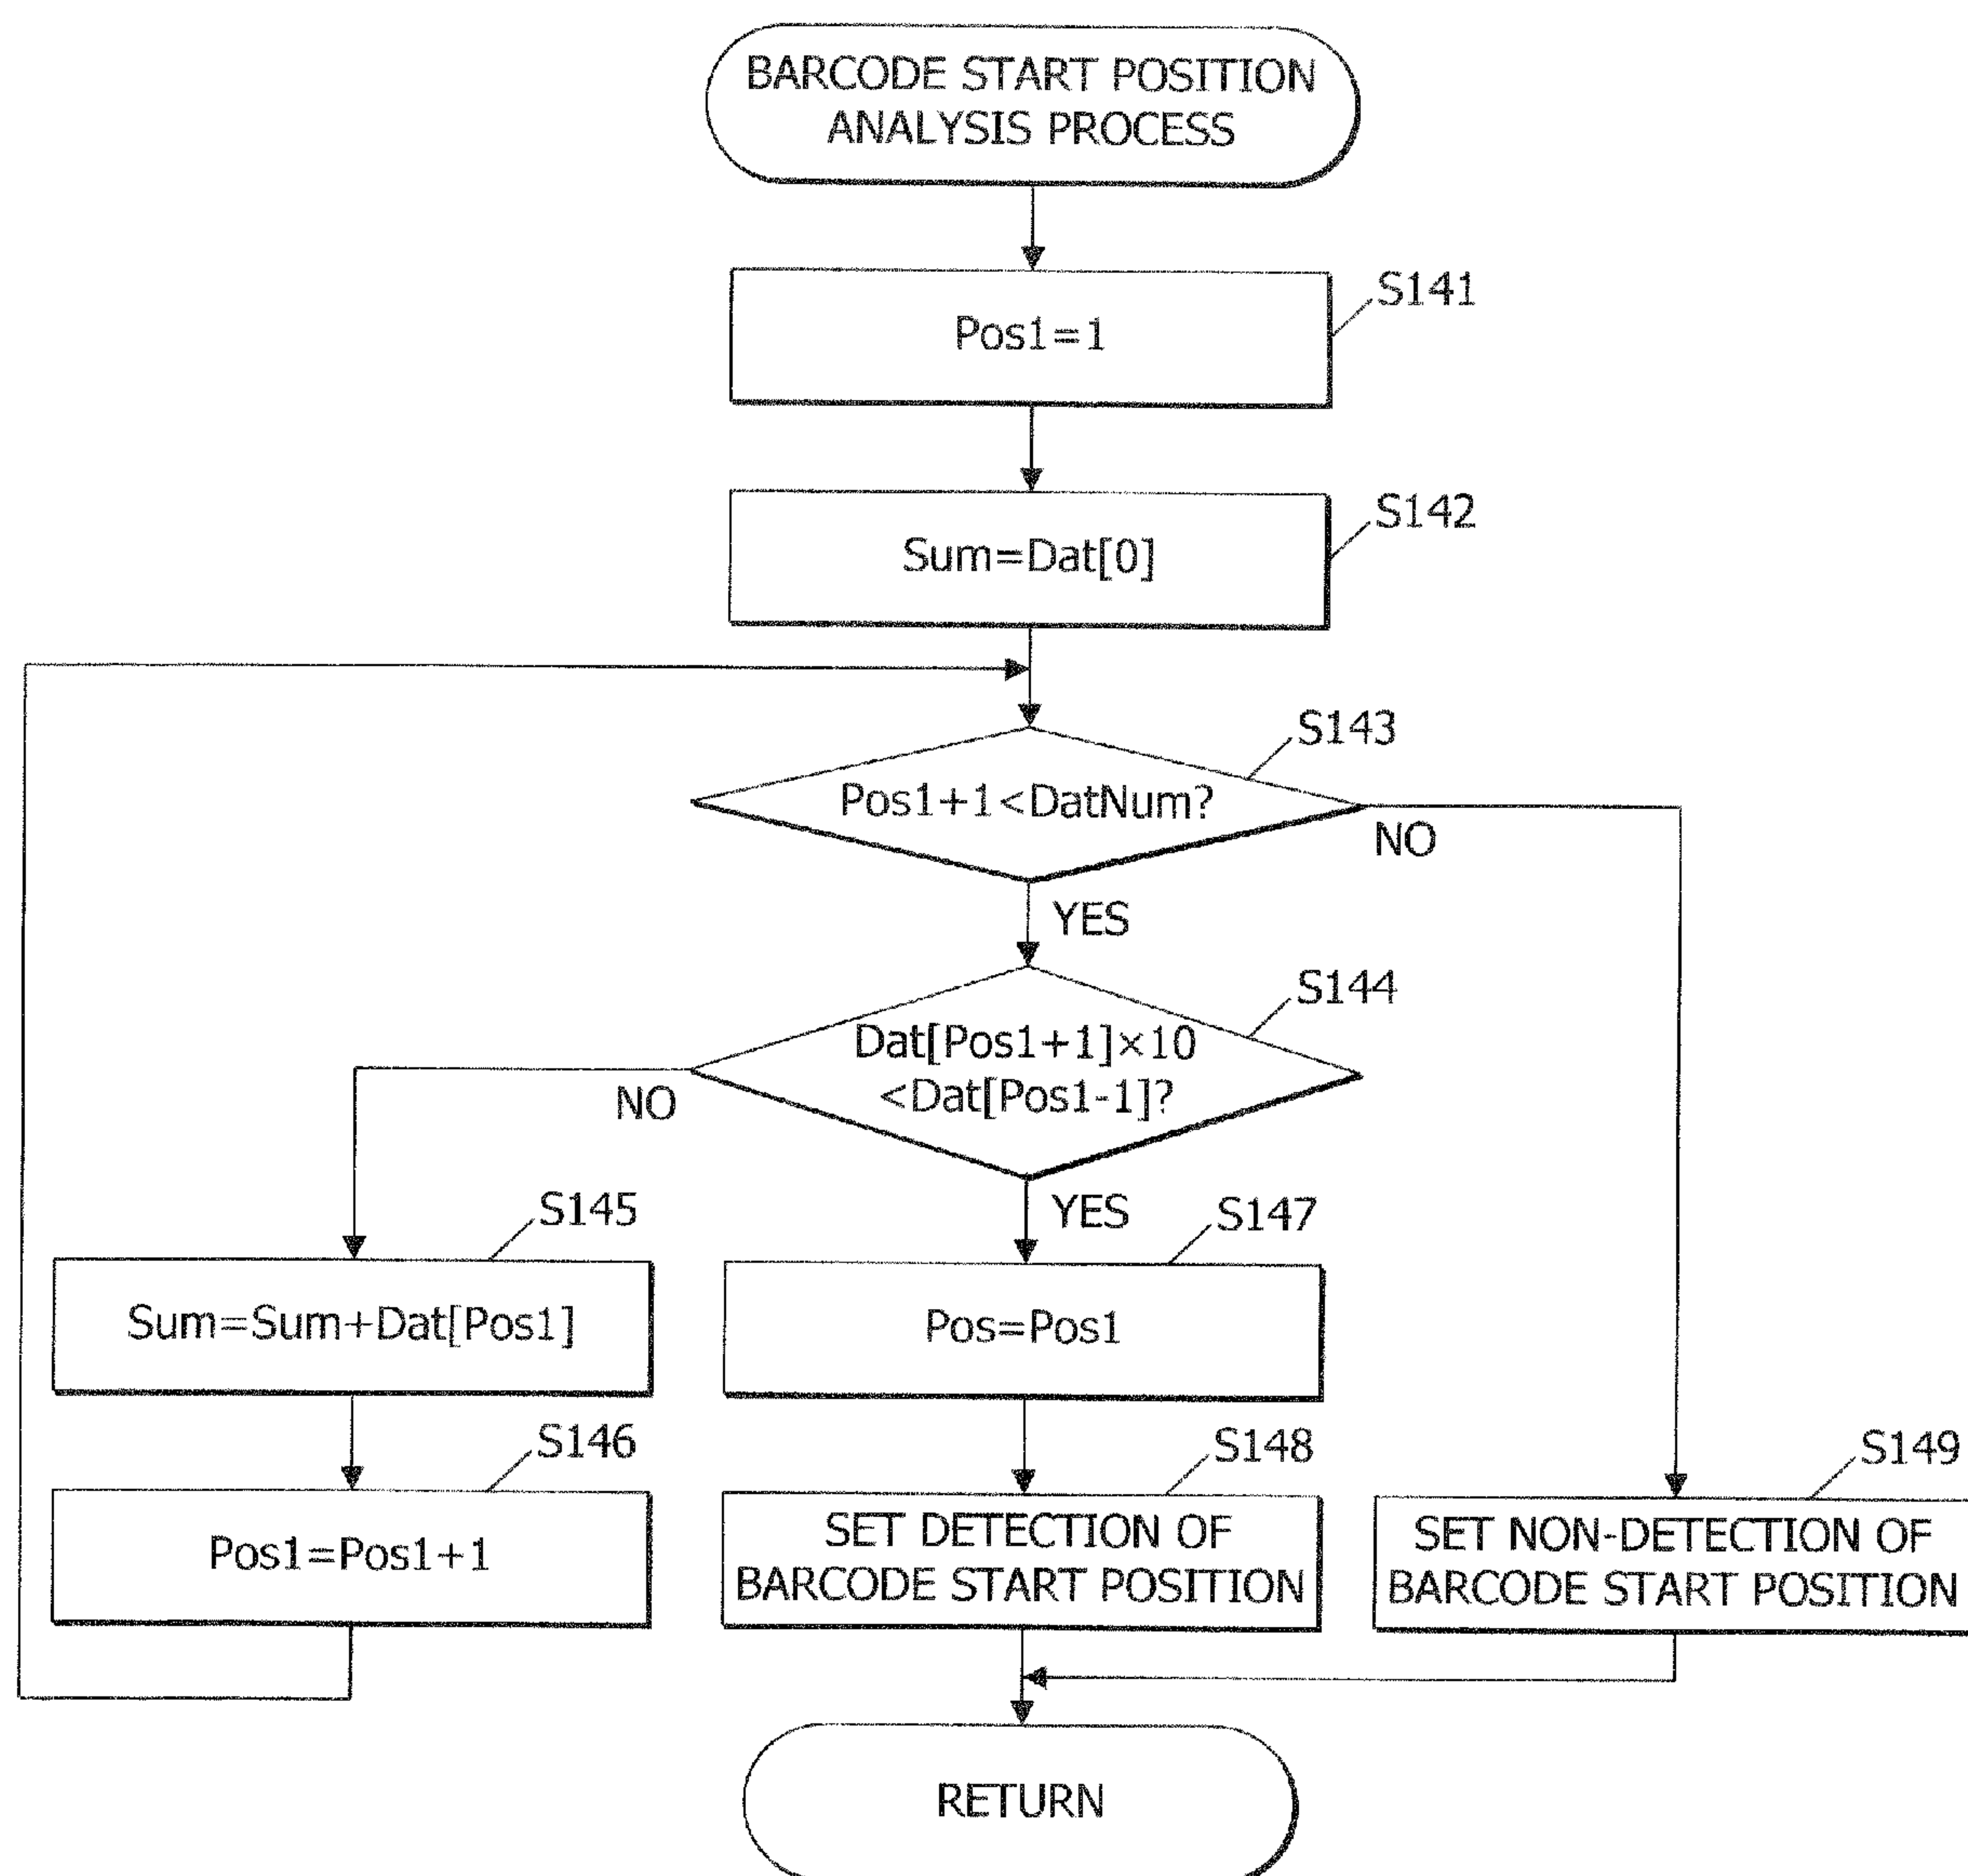 BARCODE START POSITION
ANALYSIS PROCESS
S141
Pos1=1
S142
Sum=Dat[0]
S143
Pos1+1<DatNum?
NO
YES
S144
Dat[Pos1+1]×10
<Dat[Pos1-1]?
NO
YES
S145
Sum=Sum+Dat[Pos1]
S147
Pos=Pos1
S146
Pos1=Pos1+1
S148
SET DETECTION OF
BARCODE START POSITION
S149
SET NON-DETECTION OF
BARCODE START POSITION
RETURN